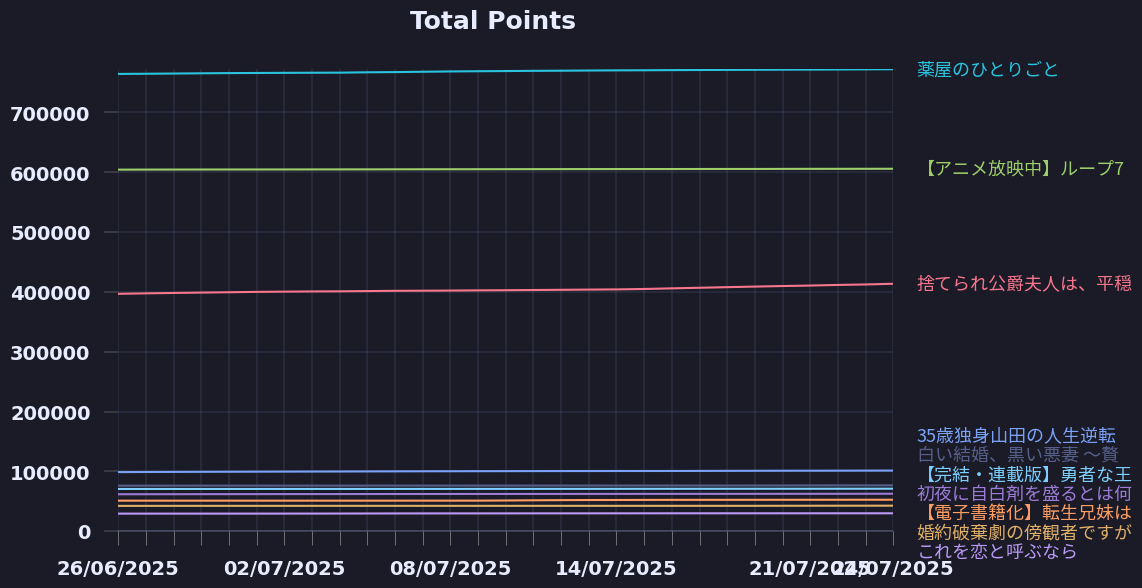 Total Points
薬屋のひとりごと
700000
【アニメ放映中】ループ7
600000
500000
捨てられ公爵夫人は、平穏
400000
300000
200000
35歳独身山田の人生逆転
白い結婚、黒い悪妻 ～贅
100000
【完結・連載版】勇者な王
初夜に自白剤を盛るとは何
【電子書籍化】転生兄妹は
0
婚約破棄劇の傍観者ですが
これを恋と呼ぶなら
26/06/2025 02/07/2025 08/07/2025 14/07/2025 21/07/2025 24/07/2025